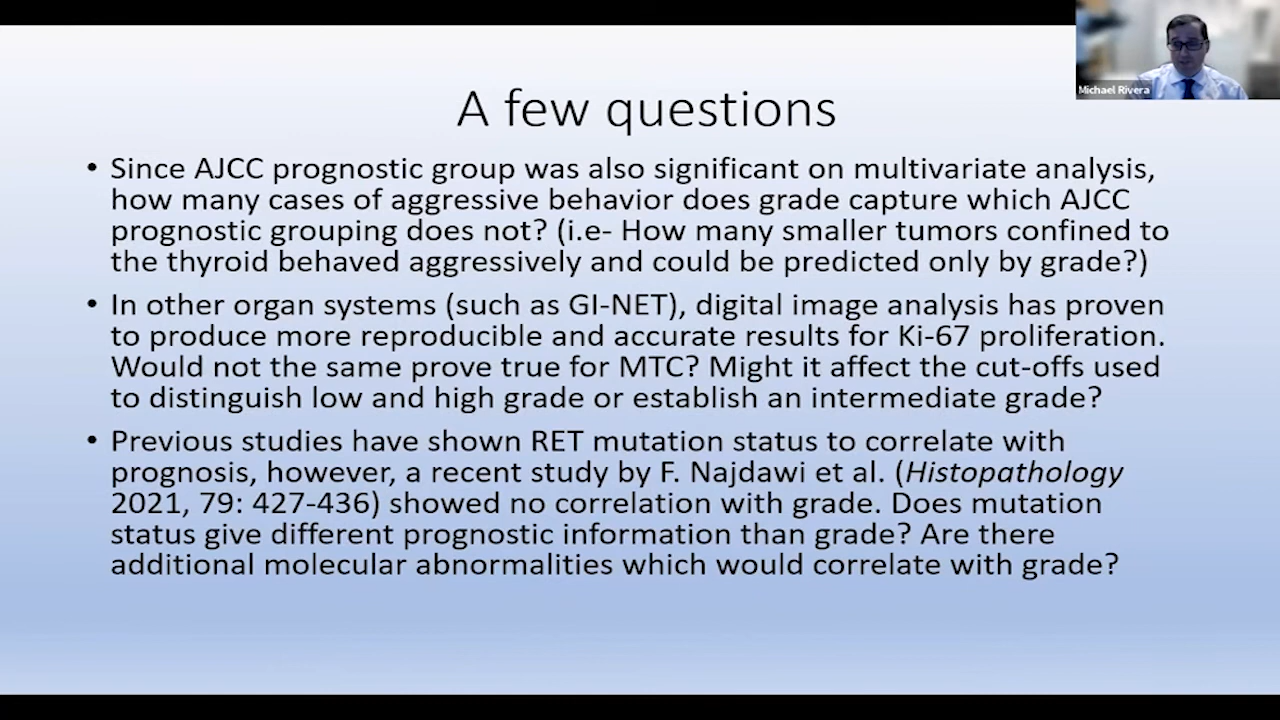 Michael Rivera
A few questions
• Since AJCC prognostic group was also significant on multivariate analysis,
how many cases of aggressive behavior does grade capture which AJCC
prognostic grouping does not? (i.e- How many smaller tumors confined to
the thyroid behaved aggressively and could be predicted only by grade?)
• In other organ systems (such as GI-NET), digital image analysis has proven
to produce more reproducible and accurate results for Ki-67 proliferation.
Would not the same prove true for MTC? Might it affect the cut-offs used
to distinguish low and high grade or establish an intermediate grade?
• Previous studies have shown RET mutation status to correlate with
prognosis, however, a recent study by F. Najdawi et al. (Histopathology
2021, 79: 427-436) showed no correlation with grade. Does mutation
status give different prognostic information than grade? Are there
additional molecular abnormalities which would correlate with grade?